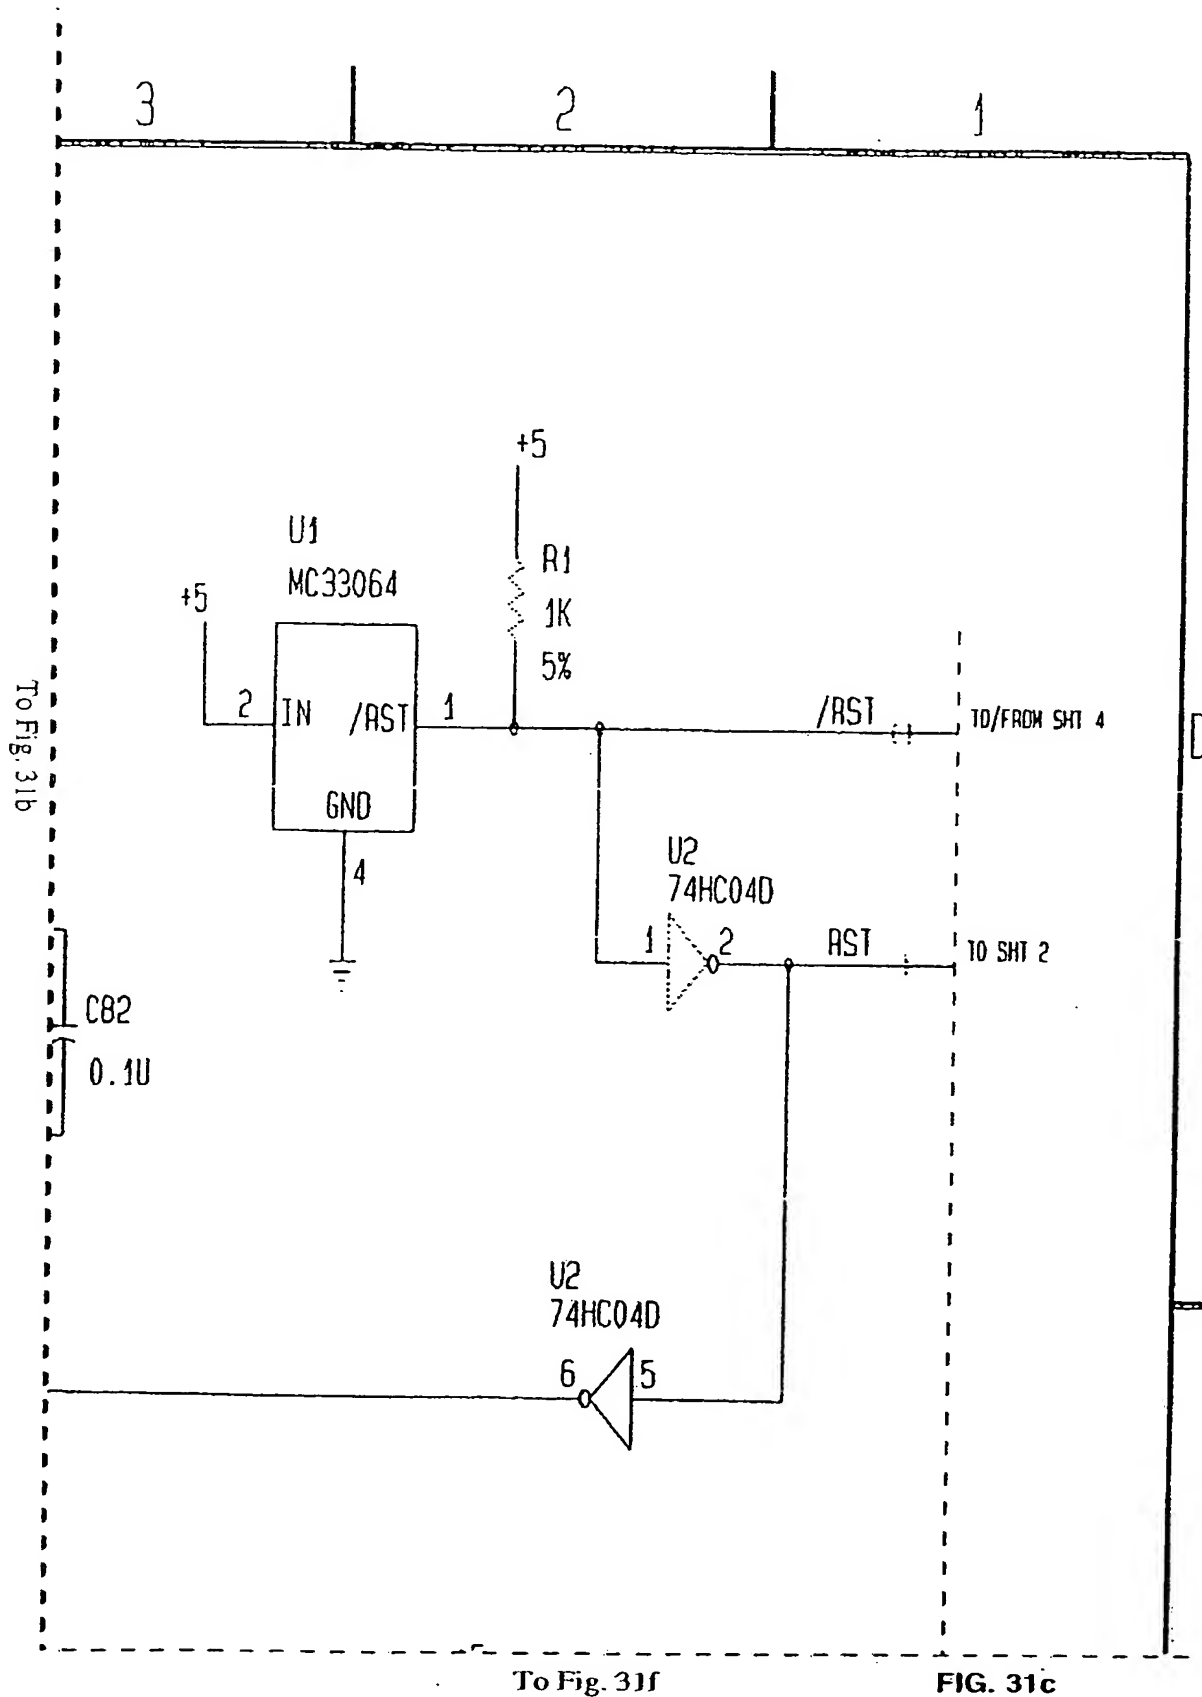 3 2 1
+5
U1
MC33064
R1
1K
5%
+5
2 IN /RST 1
/RST
TO/FROM SHT 4
D
GND
4
To Fig. 31b
U2
74HC04D
1 2
RST
TO SHT 2
C82
0.1U
U2
74HC04D
6 5
To Fig. 31f
FIG. 31c